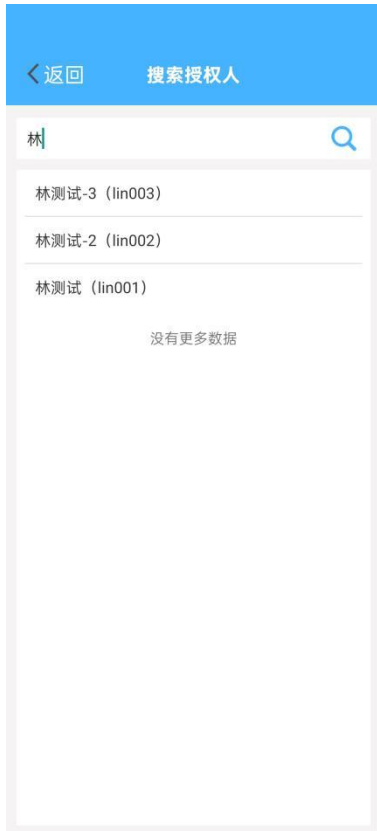 返回 搜索授权人
林
林测试-3（lin003）
林测试-2（lin002）
林测试（lin001）
没有更多数据